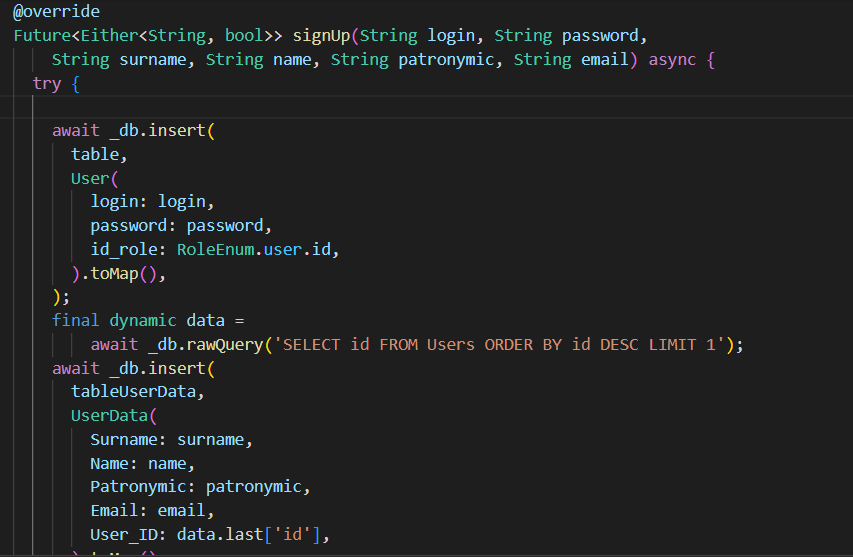 @override
Future<Either<String, bool>> signUp(String login, String password,
String surname, String name, String patronymic, String email) async {
try {
await _db.insert(
table,
User(
login: login,
password: password,
id_role: RoleEnum.user.id,
).toMap(),
);
final dynamic data =
await _db.rawQuery('SELECT id FROM Users ORDER BY id DESC LIMIT 1');
await _db.insert(
tableUserData,
UserData(
Surname: surname,
Name: name,
Patronymic: patronymic,
Email: email,
User_ID: data.last['id'],